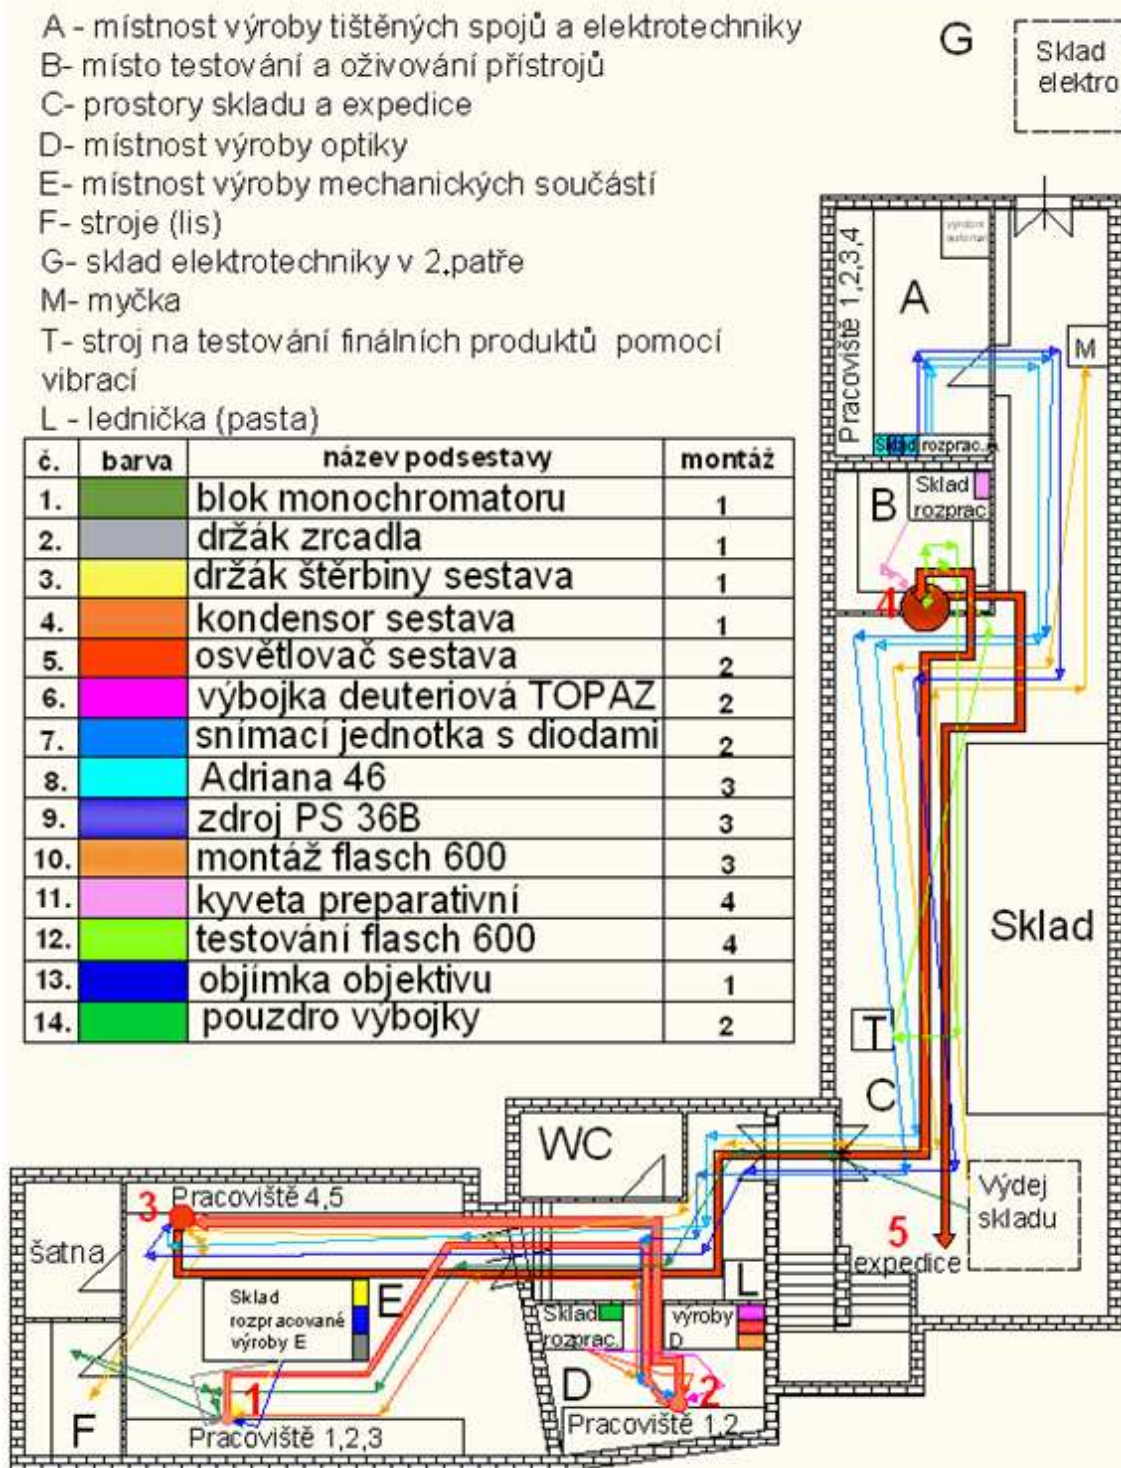 A - místnost výroby tištěných spojů a elektrotechniky
B- místo testování a oživování přístrojů
C- prostory skladu a expedice
D- místnost výroby optiky
E- místnost výroby mechanických součástí
F- stroje (lis)
G- sklad elektrotechniky v 2.patře
M- myčka
T- stroj na testování finálních produktů pomocí
vibrací
L - lednička (pasta)
č. barva název podsestavy montáž
1. blok monochromatoru 1
2. držák zrcadla 1
3. držák štěrbiny sestava 1
4. kondensor sestava 1
5. osvětlovač sestava 2
6. výbojka deuteriová TOPAZ 2
7. snímací jednotka s diodami 2
8. Adriana 46 3
9. zdroj PS 36B 3
10. montáž flasch 600 3
11. kyveta preparativní 4
12. testování flasch 600 4
13. objímka objektivu 1
14. pouzdro výbojky 2
G
Sklad
elektro
Pracoviště 1,2,3,4
A
M
Sklad rozprac. A
B
Sklad
rozprac
4
Sklad
T
C
Výdej
skladu
5
expedice
WC
Pracoviště 4,5
3
šatna
Sklad
rozpracované
výroby E
E
L
Sklad
rozprac.
výroby
D
D
1
2
F
Pracoviště 1,2,3
Pracoviště 1,2